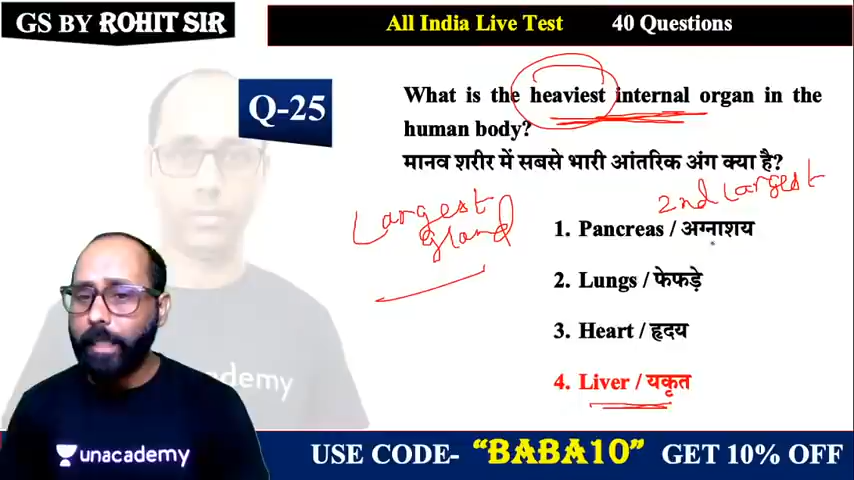 GS BY ROHIT SIR
All India Live Test 40 Questions
Q-25
What is the heaviest internal organ in the
human body?
मानव शरीर में सबसे भारी आंतरिक अंग क्या है?
2nd Largest
Largest
gland
1. Pancreas / अग्नाशय
2. Lungs / फेफड़े
3. Heart / हृदय
4. Liver / यकृत
academy
unacademy
USE CODE- “BABA10” GET 10% OFF